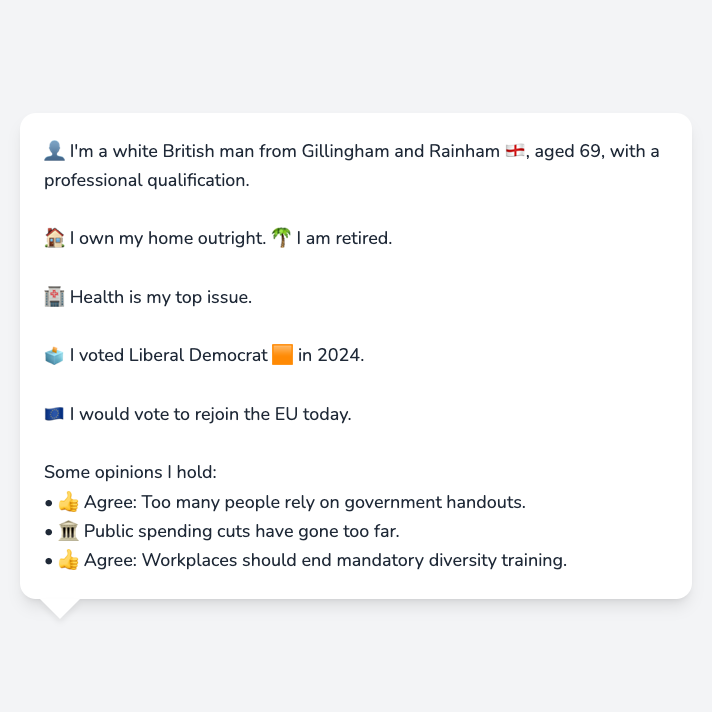 👤 I'm a white British man from Gillingham and Rainham 🏴󠁧󠁢󠁥󠁮󠁧󠁿, aged 69, with a
professional qualification.
🏠 I own my home outright. 🌴 I am retired.
🏥 Health is my top issue.
🗳️ I voted Liberal Democrat 🟧 in 2024.
🇪🇺 I would vote to rejoin the EU today.
Some opinions I hold:
• 👍 Agree: Too many people rely on government handouts.
• 🏛️ Public spending cuts have gone too far.
• 👍 Agree: Workplaces should end mandatory diversity training.